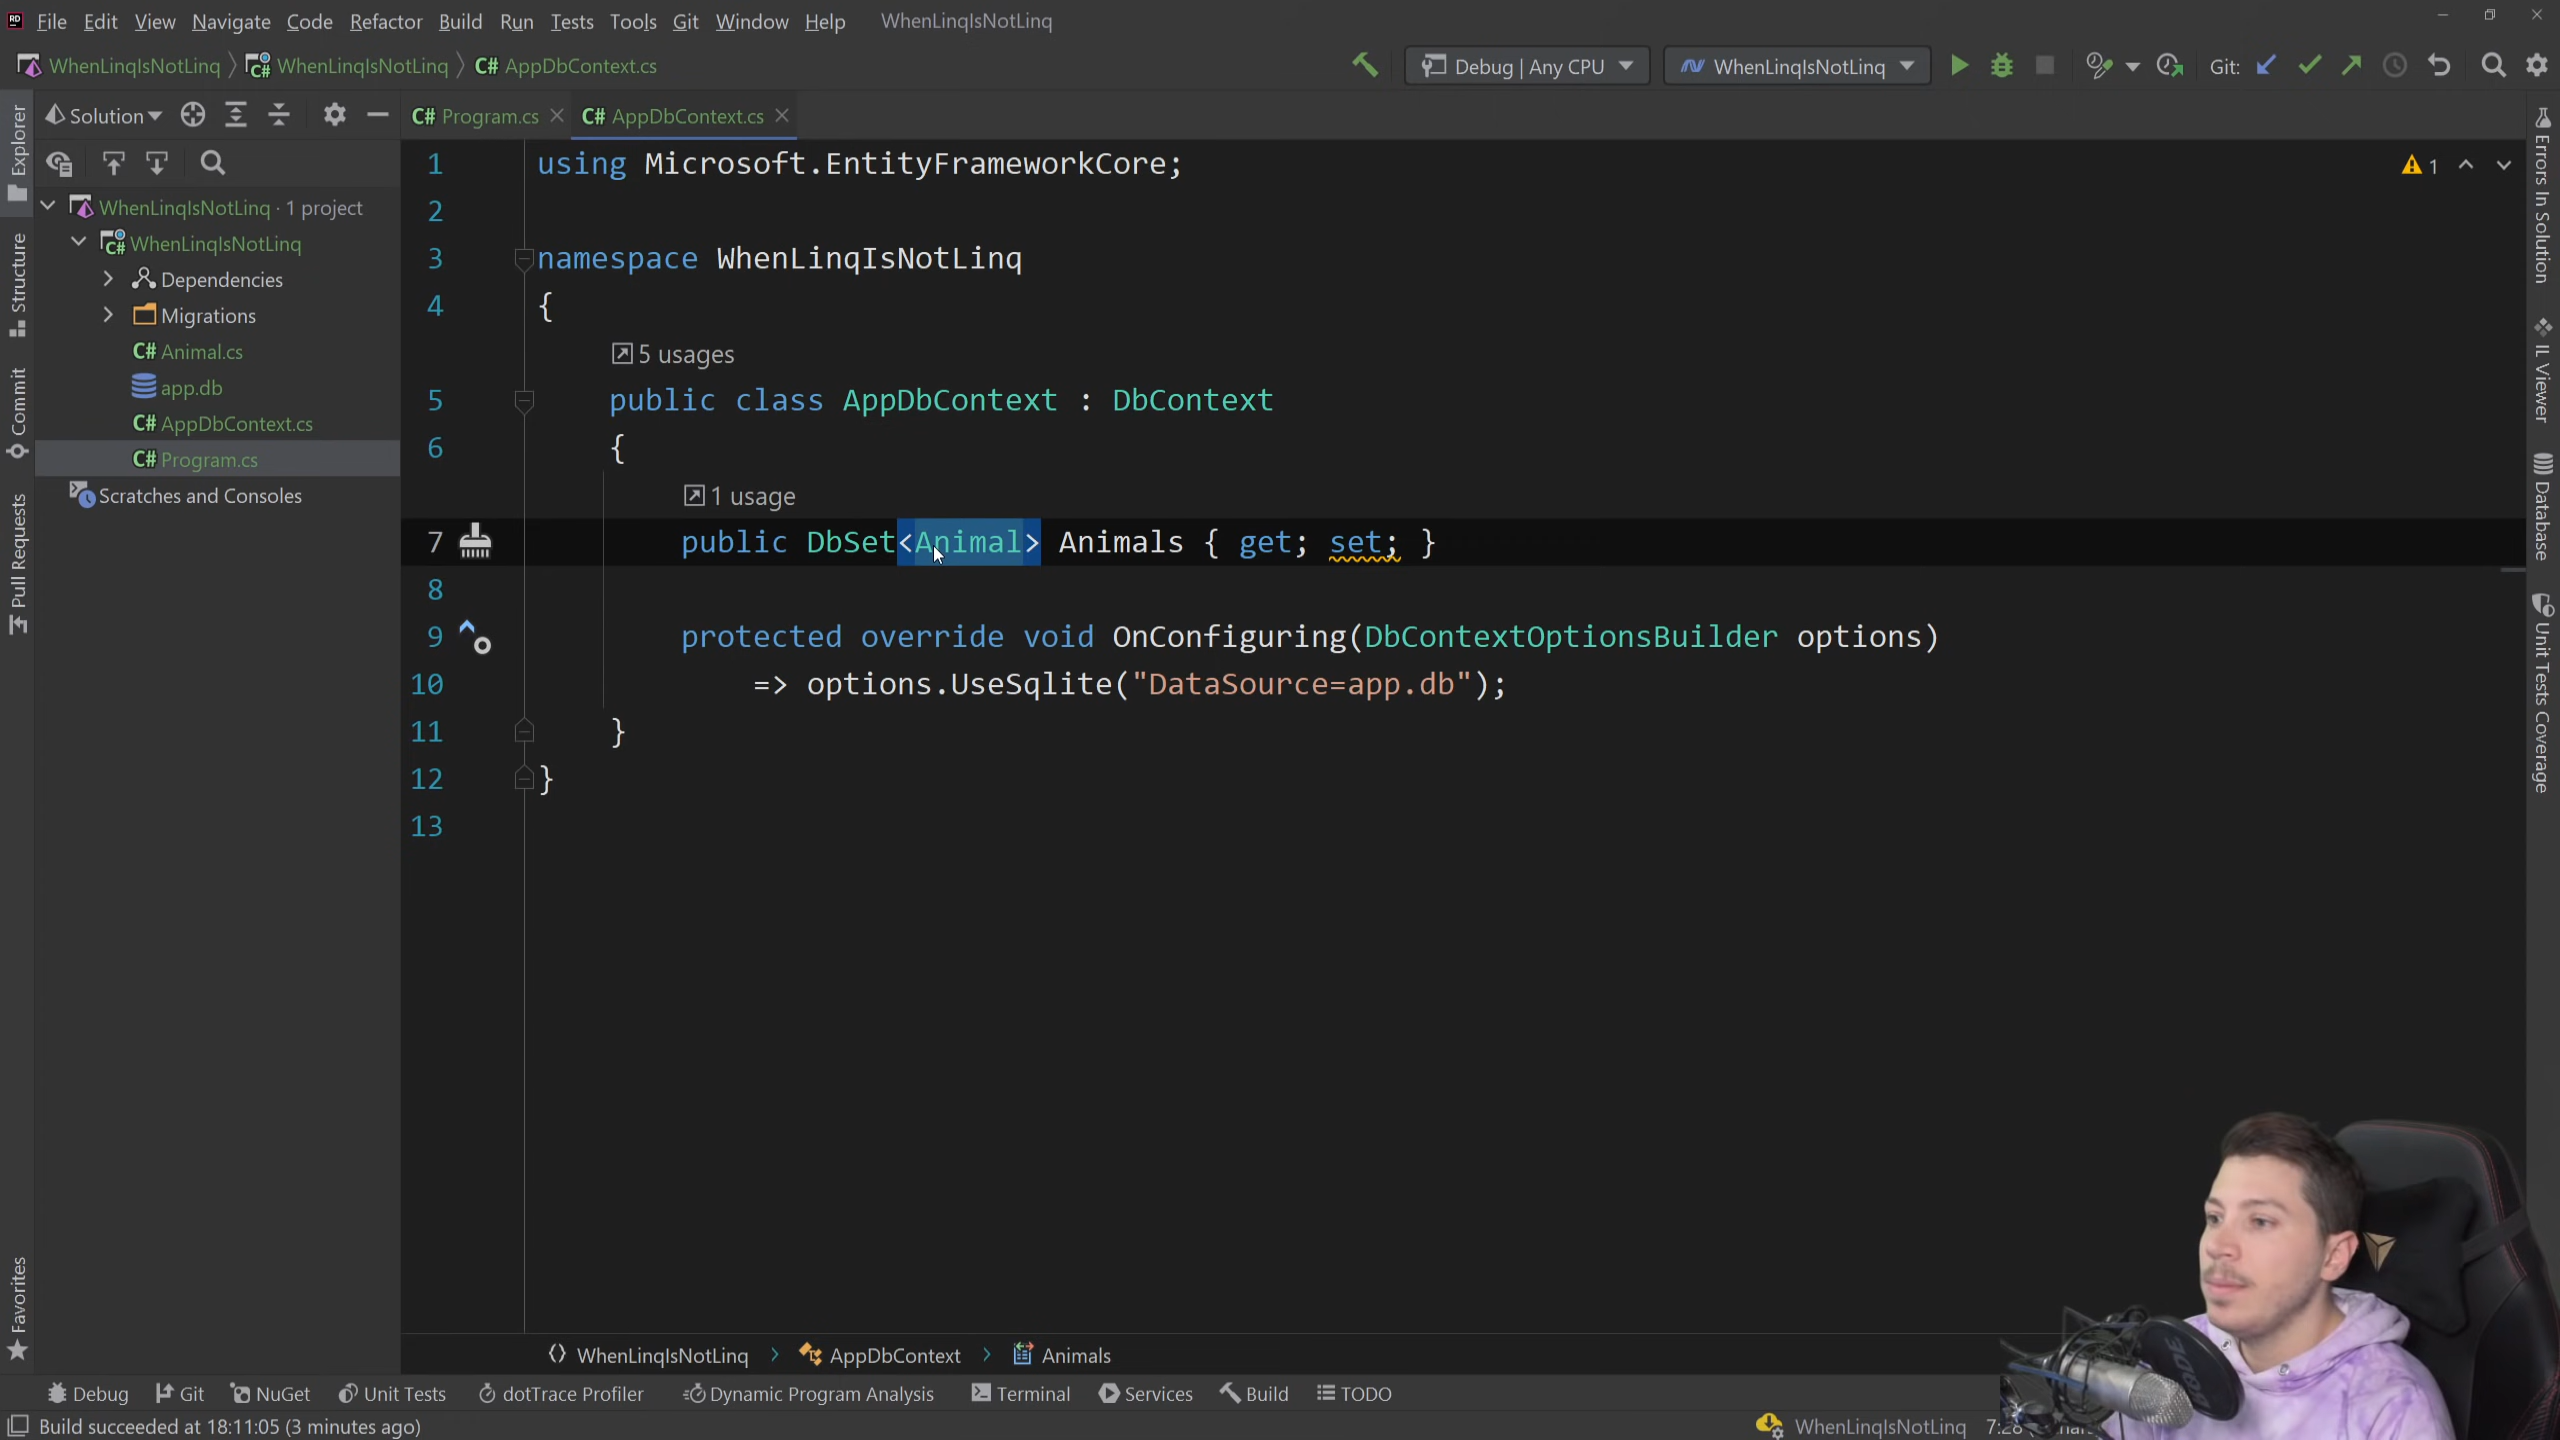 File Edit View Navigate Code Refactor Build Run Tests Tools Git Window Help WhenLinqIsNotLinq
WhenLinqIsNotLinq WhenLinqIsNotLinq C# AppDbContext.cs Debug | Any CPU WhenLinqIsNotLinq Git:
Solution C# Program.cs C# AppDbContext.cs
Explorer
Structure
Commit
Pull Requests
Favorites
WhenLinqIsNotLinq · 1 project
WhenLinqIsNotLinq
Dependencies
Migrations
C# Animal.cs
app.db
C# AppDbContext.cs
C# Program.cs
Scratches and Consoles
1 using Microsoft.EntityFrameworkCore;
2
3 namespace WhenLinqIsNotLinq
4 {
5 usages
5 public class AppDbContext : DbContext
6 {
1 usage
7 public DbSet<Animal> Animals { get; set; }
8
9 protected override void OnConfiguring(DbContextOptionsBuilder options)
10 => options.UseSqlite("DataSource=app.db");
11 }
12 }
13
1
Errors In Solution
IL Viewer
Database
Unit Tests Coverage
RODE
WhenLinqIsNotLinq AppDbContext Animals
Debug Git NuGet Unit Tests dotTrace Profiler Dynamic Program Analysis Terminal Services Build TODO
Build succeeded at 18:11:05 (3 minutes ago) WhenLinqIsNotLinq